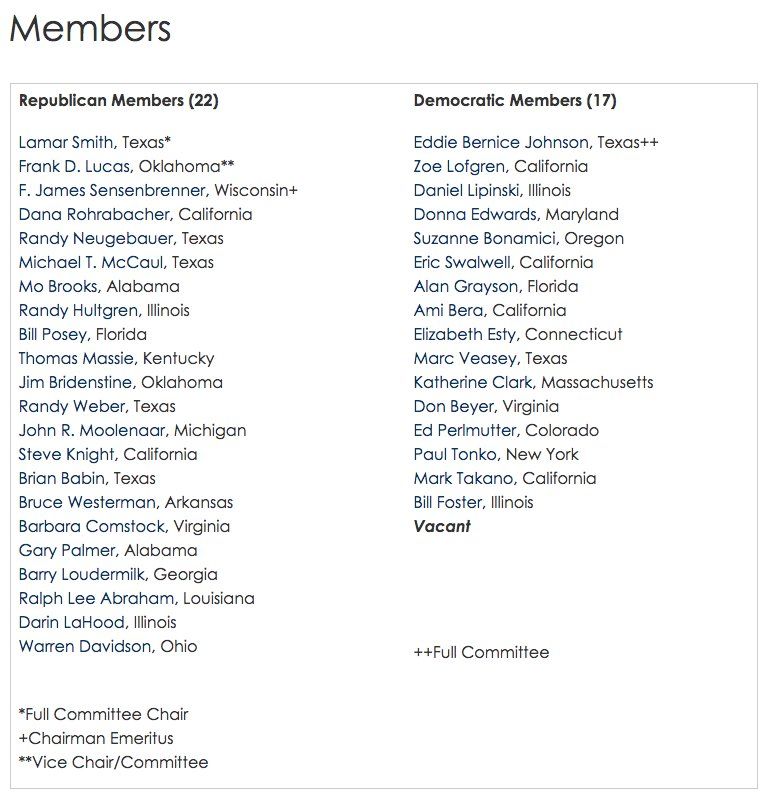 Members
Republican Members (22)
Lamar Smith, Texas*
Frank D. Lucas, Oklahoma**
F. James Sensenbrenner, Wisconsin+
Dana Rohrabacher, California
Randy Neugebauer, Texas
Michael T. McCaul, Texas
Mo Brooks, Alabama
Randy Hultgren, Illinois
Bill Posey, Florida
Thomas Massie, Kentucky
Jim Bridenstine, Oklahoma
Randy Weber, Texas
John R. Moolenaar, Michigan
Steve Knight, California
Brian Babin, Texas
Bruce Westerman, Arkansas
Barbara Comstock, Virginia
Gary Palmer, Alabama
Barry Loudermilk, Georgia
Ralph Lee Abraham, Louisiana
Darin LaHood, Illinois
Warren Davidson, Ohio
*Full Committee Chair
+Chairman Emeritus
**Vice Chair/Committee
Democratic Members (17)
Eddie Bernice Johnson, Texas++
Zoe Lofgren, California
Daniel Lipinski, Illinois
Donna Edwards, Maryland
Suzanne Bonamici, Oregon
Eric Swalwell, California
Alan Grayson, Florida
Ami Bera, California
Elizabeth Esty, Connecticut
Marc Veasey, Texas
Katherine Clark, Massachusetts
Don Beyer, Virginia
Ed Perlmutter, Colorado
Paul Tonko, New York
Mark Takano, California
Bill Foster, Illinois
Vacant
++Full Committee